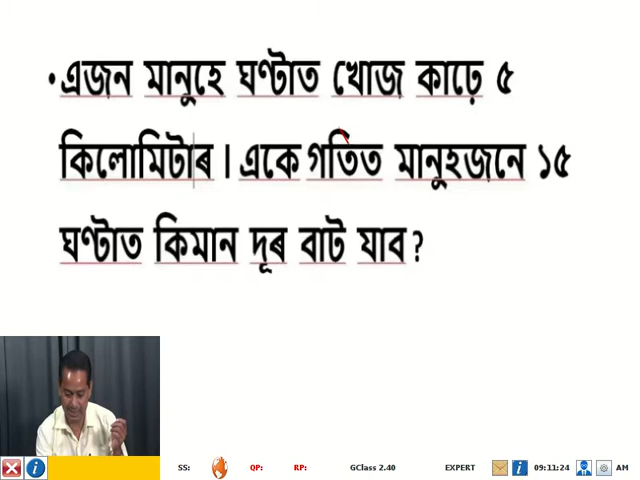 • এজন মানুহে ঘণ্টাত খোজ কাঢ়ে ৫
কিলোমিটাৰ । একে গতিত মানুহজনে ১৫
ঘণ্টাত কিমান দূৰ বাট যাব ?
SS: QP: RP: GClass 2.40 EXPERT 09:11:24 AM